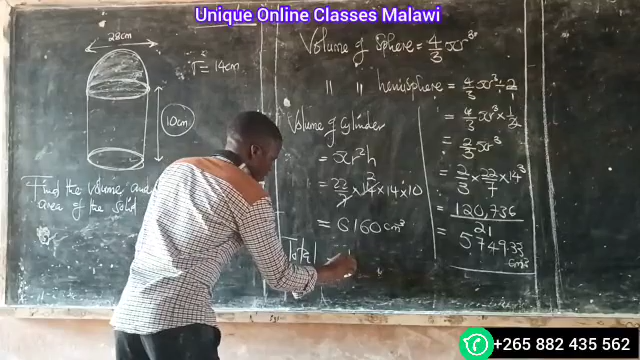 Unique Online Classes Malawi
28cm
r = 14cm
10cm
Find the volume and
area of the solid
Volume of Sphere = 4/3 πr³
" " hemisphere = 4/3 πr³ ÷ 2
= 4/3 πr³ × 1/2
= 2/3 πr³
= 2/3 × 22/7 × 14³
= 120,736
21
= 5749.33
cm³
Volume of Cylinder
= πr²h
= 22/7 × 14 × 14 × 10
= 6160 cm³
Total
+265 882 435 562